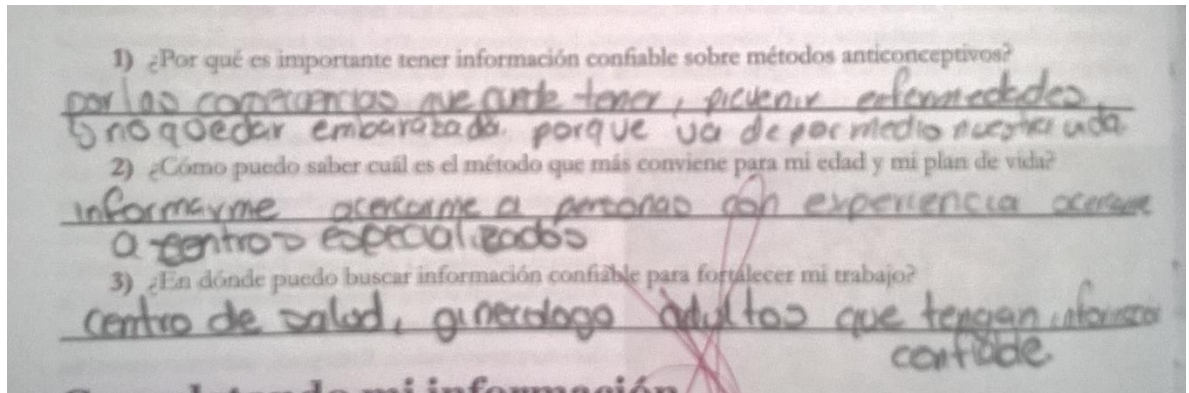 1) ¿Por qué es importante tener información confiable sobre métodos anticonceptivos?
por las consecuencias que puede tener, prevenir enfermedades,
y no quedar embarazada. porque va de por medio nuestra vida
2) ¿Cómo puedo saber cuál es el método que más conviene para mi edad y mi plan de vida?
informarme acercarme a personas con experiencia acercarme
a centros especializados
3) ¿En dónde puedo buscar información confiable para fortalecer mi trabajo?
centro de salud, ginecologo adultos que tengan informacion
confiable
mi información